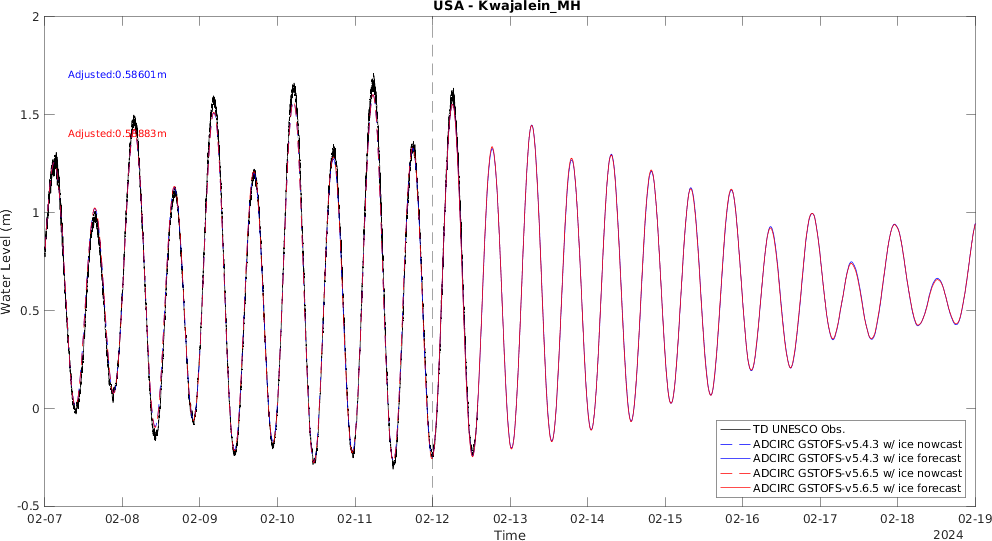 USA - Kwajalein_MH
2
1.5
1
0.5
0
-0.5
Water Level (m)
Adjusted:0.58601m
02-07 02-08 02-09 02-10 02-11 02-12 02-13 02-14 02-15 02-16 02-17 02-18 02-19
Time
2024
TD UNESCO Obs.
ADCIRC GSTOFS-v5.4.3 w/ ice nowcast
ADCIRC GSTOFS-v5.4.3 w/ ice forecast
ADCIRC GSTOFS-v5.6.5 w/ ice nowcast
ADCIRC GSTOFS-v5.6.5 w/ ice forecast